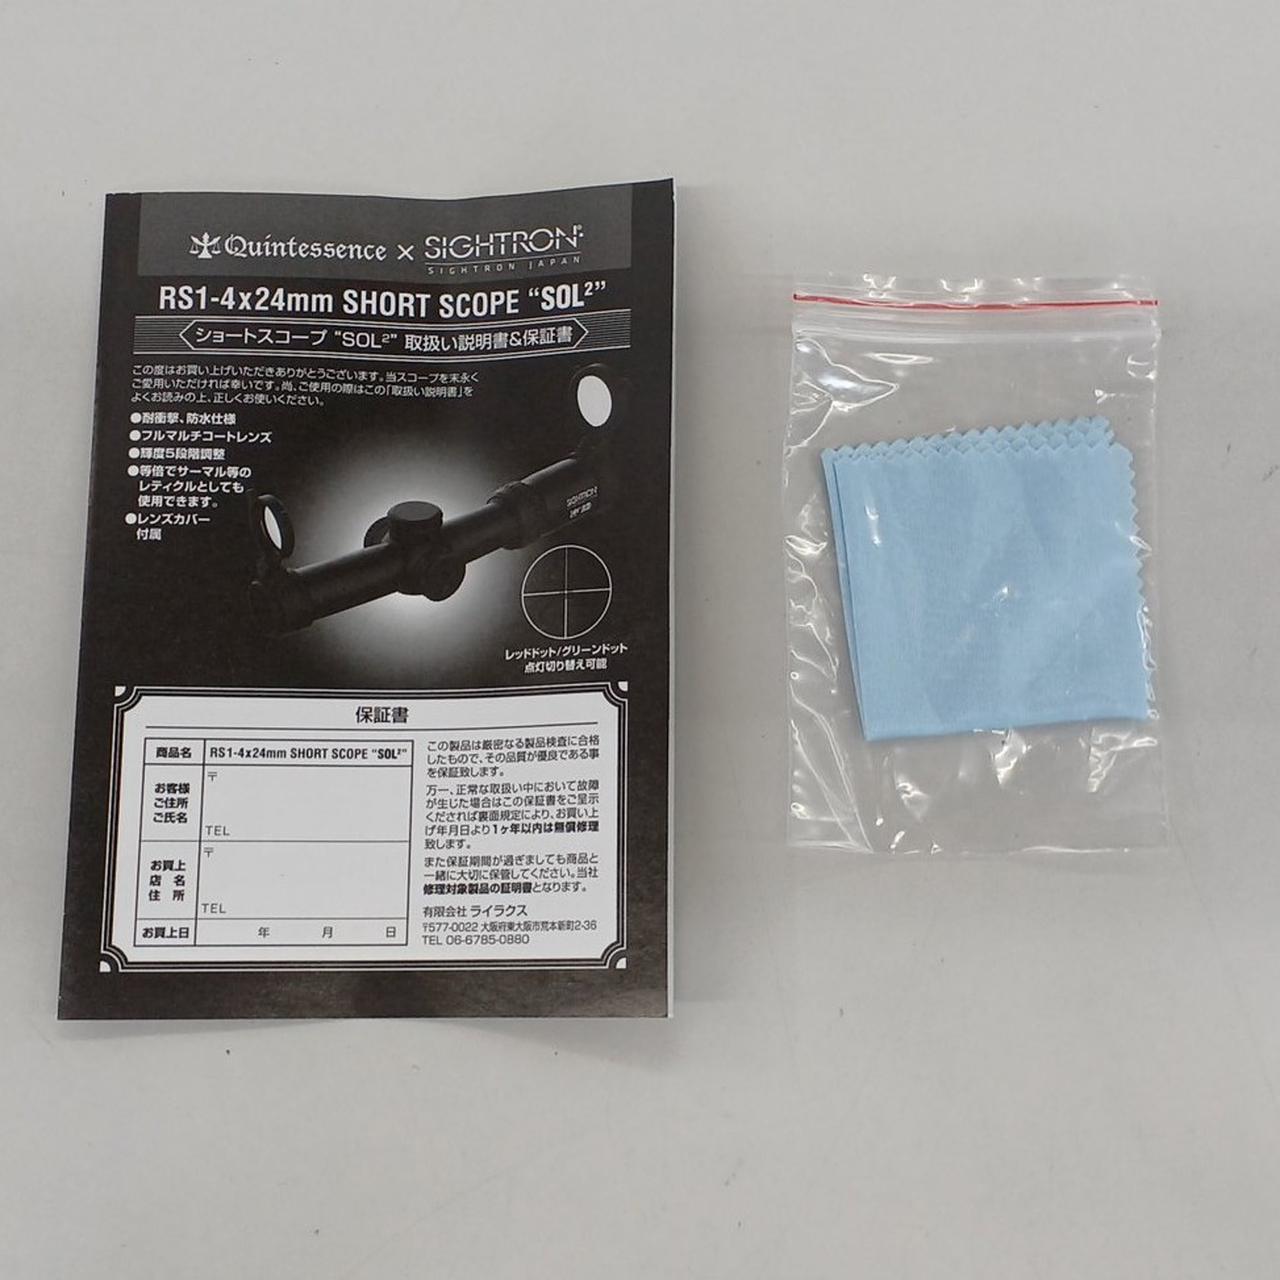 Quintessence × SIGHTRON®
SIGHTRON JAPAN
RS1-4x24mm SHORT SCOPE “SOL²”
ショートスコープ “SOL²” 取扱い説明書&保証書
この度はお買い上げいただきありがとうございます。当スコープを末永く
ご愛用いただければ幸いです。尚、ご使用の際はこの「取扱い説明書」を
よくお読みの上、正しくお使いください。
●耐衝撃、防水仕様
●フルマルチコートレンズ
●輝度5段階調整
●等倍でサーマル等の
レティクルとしても
使用できます。
●レンズカバー
付属
SIGHTRON
レッドドット/グリーンドット
点灯切り替え可能
保証書
商品名 RS1-4x24mm SHORT SCOPE “SOL²”
お客様
ご住所
ご氏名
〒
TEL
お買上
店 名
住 所
〒
TEL
お買上日 年 月 日
この製品は厳密なる製品検査に合格
したもので、その品質が優良である事
を保証致します。
万一、正常な取扱い中において故障
が生じた場合はこの保証書をご呈示
くだされば裏面規定により、お買い上
げ年月日より1ヶ年以内は無償修理
致します。
また保証期間が過ぎましても商品と
一緒に大切に保管してください。当社
修理対象製品の証明書となります。
有限会社 ライラクス
〒577-0022 大阪府東大阪市荒本新町2-36
TEL 06-6785-0880